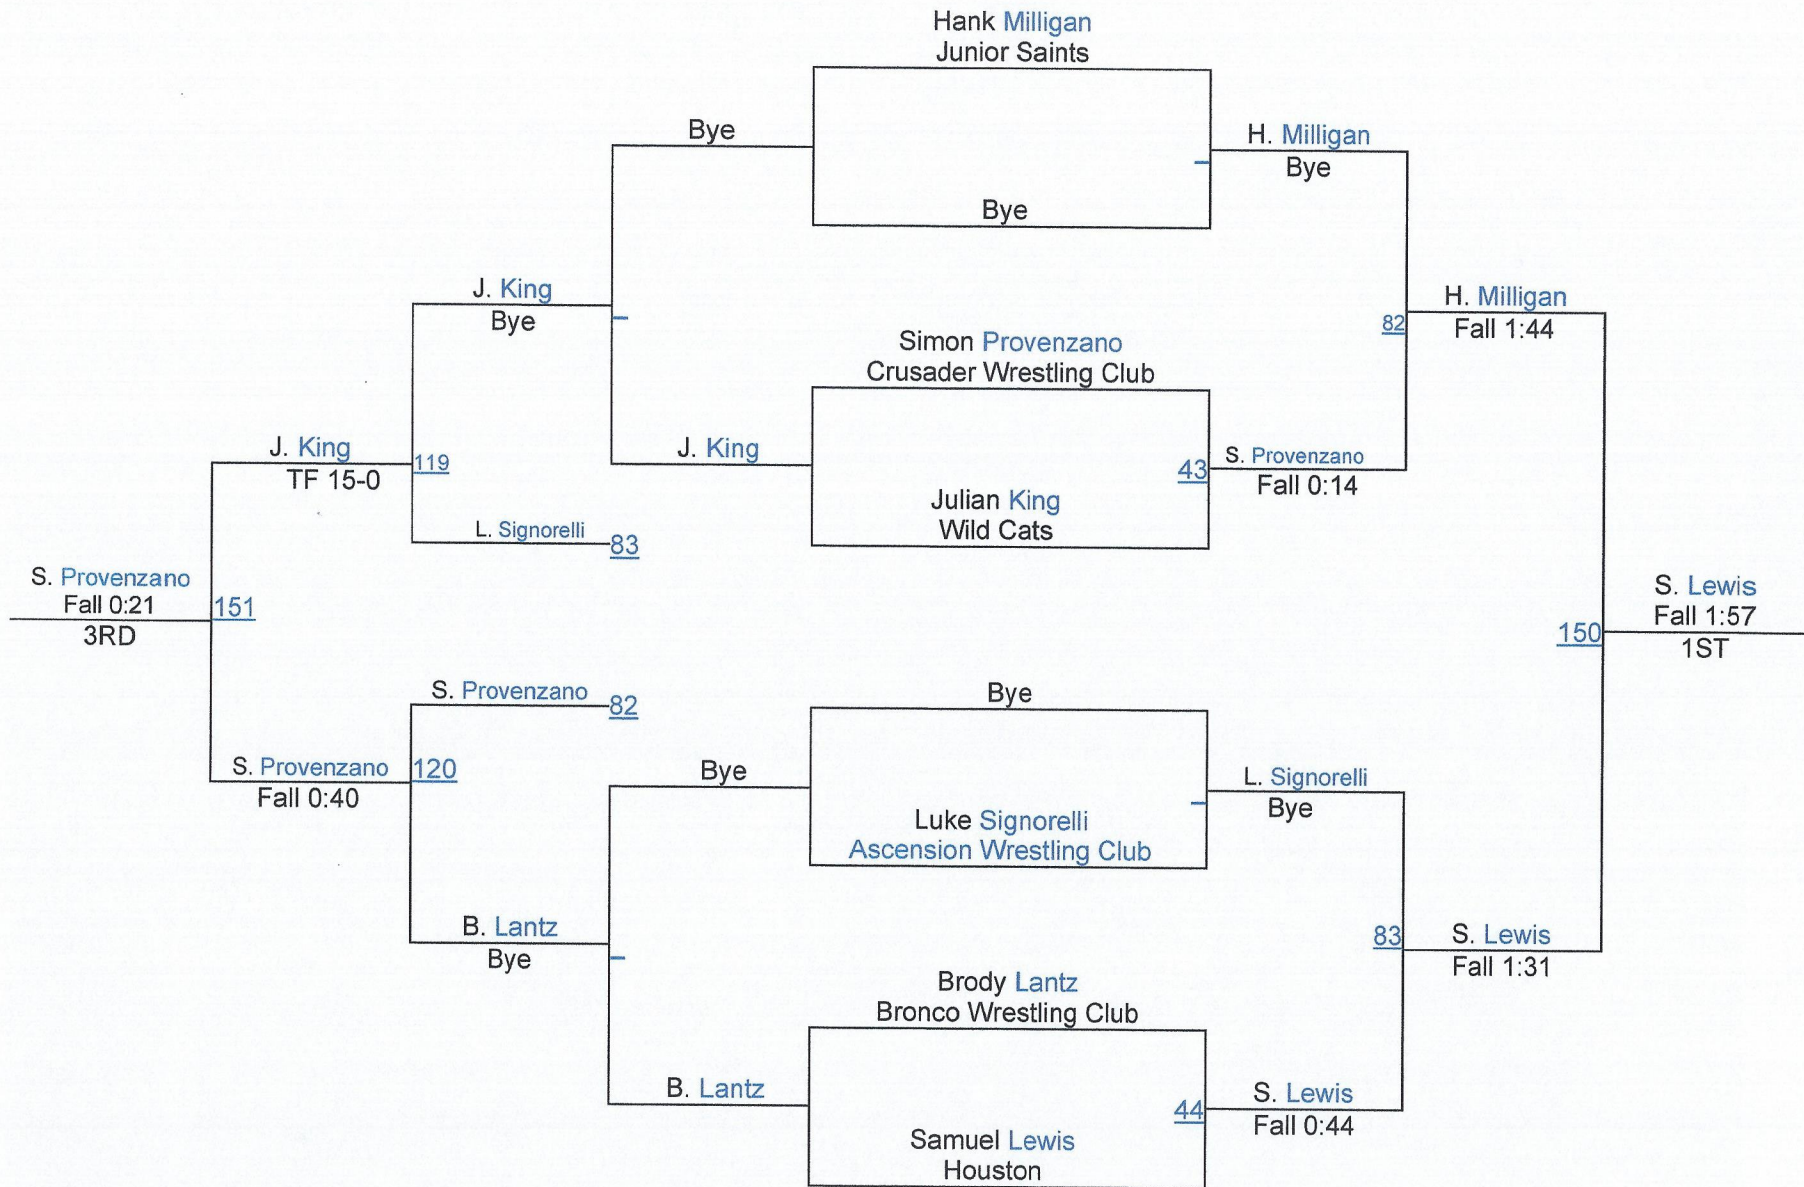 Hank Milligan
Junior Saints
Bye
H. Milligan
Bye
Bye
J. King
Bye
H. Milligan
Fall 1:44
82
Simon Provenzano
Crusader Wrestling Club
J. King
TF 15-0
119
J. King
43
S. Provenzano
Fall 0:14
Julian King
Wild Cats
L. Signorelli
83
S. Provenzano
Fall 0:21
3RD
151
S. Lewis
Fall 1:57
1ST
150
S. Provenzano
82
Bye
S. Provenzano
Fall 0:40
120
Bye
L. Signorelli
Bye
Luke Signorelli
Ascension Wrestling Club
B. Lantz
Bye
83
S. Lewis
Fall 1:31
Brody Lantz
Bronco Wrestling Club
B. Lantz
44
S. Lewis
Fall 0:44
Samuel Lewis
Houston